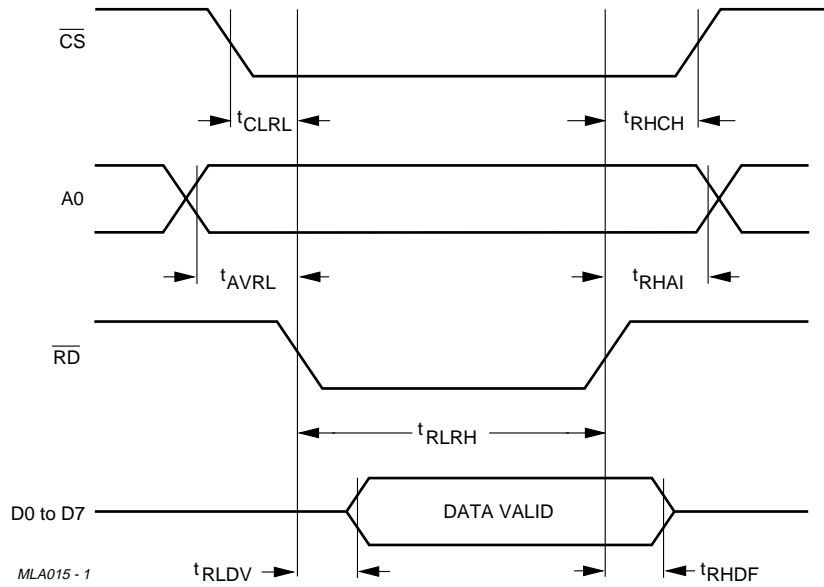 CS
tCLRL
tRHCH
A0
tAVRL
tRHAI
RD
tRLRH
D0 to D7
DATA VALID
tRLDV
tRHDF
MLA015 - 1